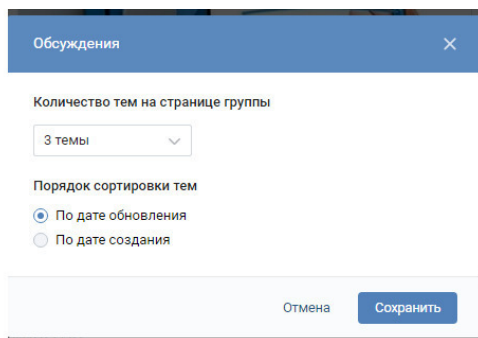 Обсуждения
Количество тем на странице группы
3 темы
Порядок сортировки тем
По дате обновления
По дате создания
Отмена
Сохранить